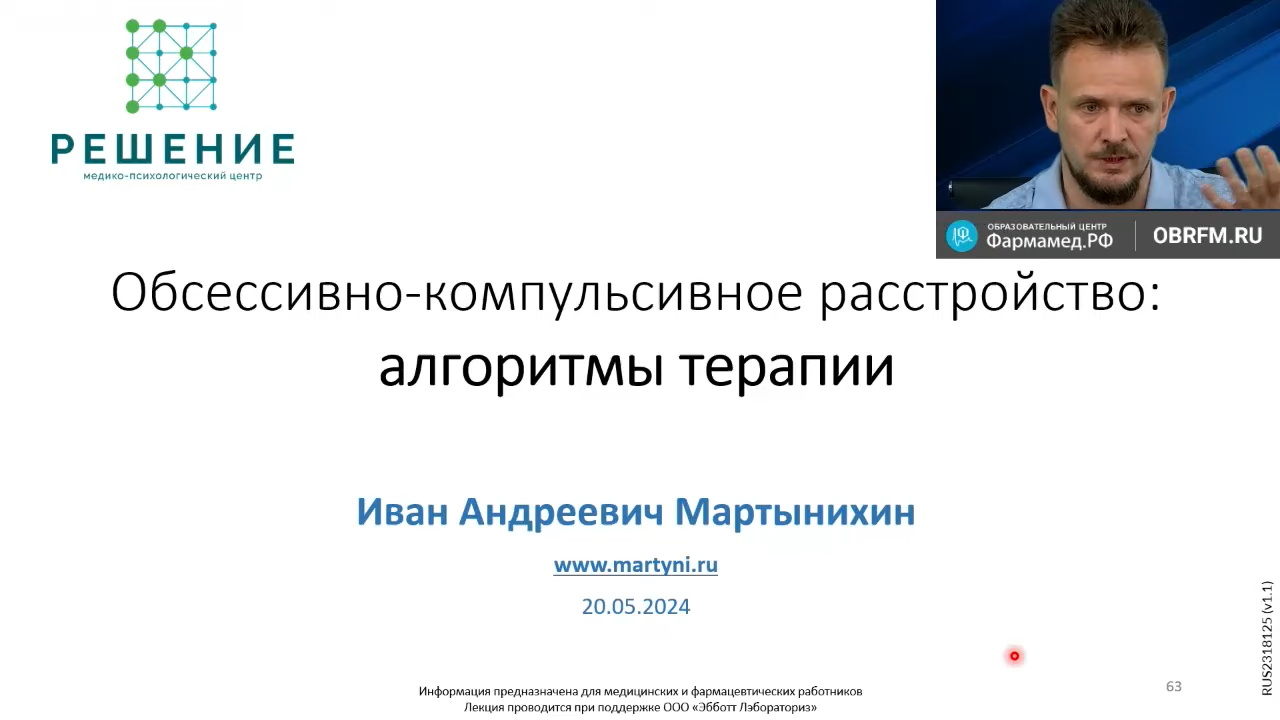 РЕШЕНИЕ
медико-психологический центр
ОБРАЗОВАТЕЛЬНЫЙ ЦЕНТР
Фармамед.РФ
OBRFM.RU
Обсессивно-компульсивное расстройство:
алгоритмы терапии
Иван Андреевич Мартынихин
www.martyni.ru
20.05.2024
RUS2318125 (v1.1)
63
Информация предназначена для медицинских и фармацевтических работников
Лекция проводится при поддержке ООО «Эбботт Лэбораториз»